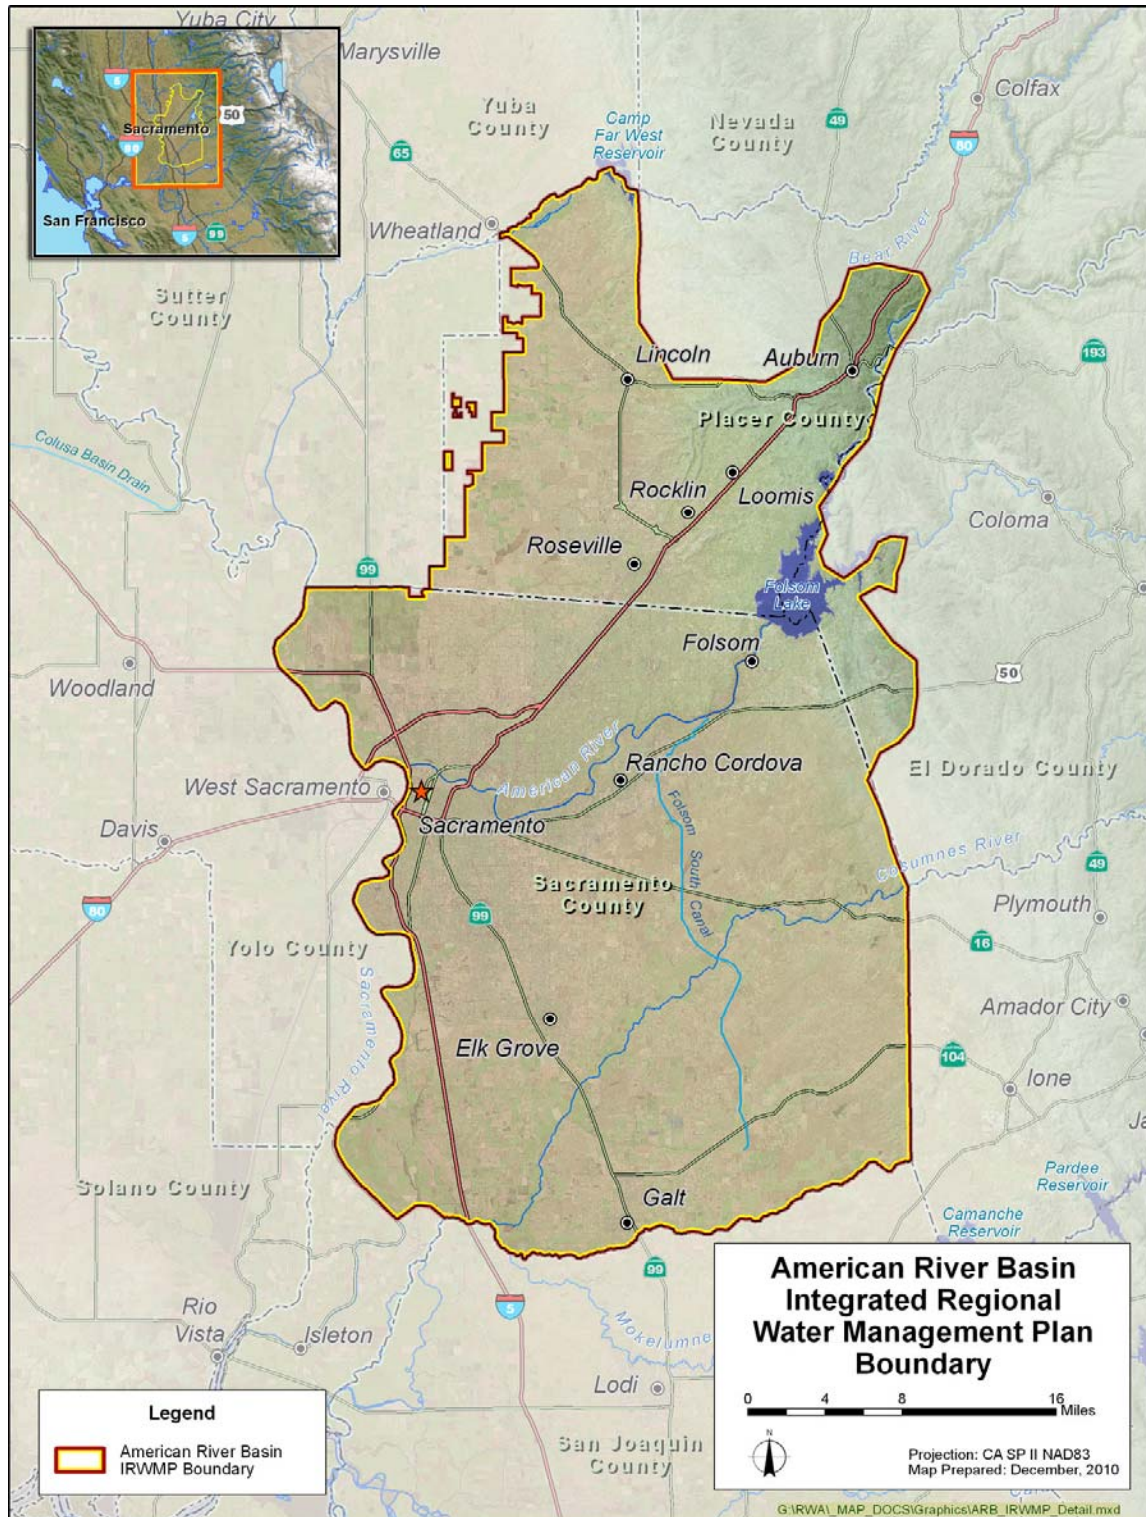 Yuba City
Marysville
Yuba
County
Camp
Far West
Reservoir
Nevada
County
49
Colfax
80
65
5
Sacramento
50
80
San Francisco
5
99
Wheatland
Bear River
Sutter
County
193
Lincoln
Auburn
Placer County
Colusa Basin
Drain
Rocklin
Loomis
Coloma
Roseville
99
Folsom
Lake
Folsom
Woodland
50
American River
Rancho Cordova
El Dorado County
West Sacramento
Sacramento
Davis
Folsom South Canal
Cosumnes River
49
Sacramento
County
80
99
Plymouth
Yolo County
16
Sacramento River
Amador City
Elk Grove
104
Ione
Ja
Solano County
Pardee
Reservoir
Galt
Camanche
Reservoir
99
5
Rio
Vista
Isleton
Mokelumne
Lodi
San Joaquin
County
American River Basin
Integrated Regional
Water Management Plan
Boundary
0 4 8 16
Miles
N
Projection: CA SP II NAD83
Map Prepared: December, 2010
Legend
American River Basin
IRWMP Boundary
G:\RWA\_MAP_DOCS\Graphics\ARB_IRWMP_Detail.mxd